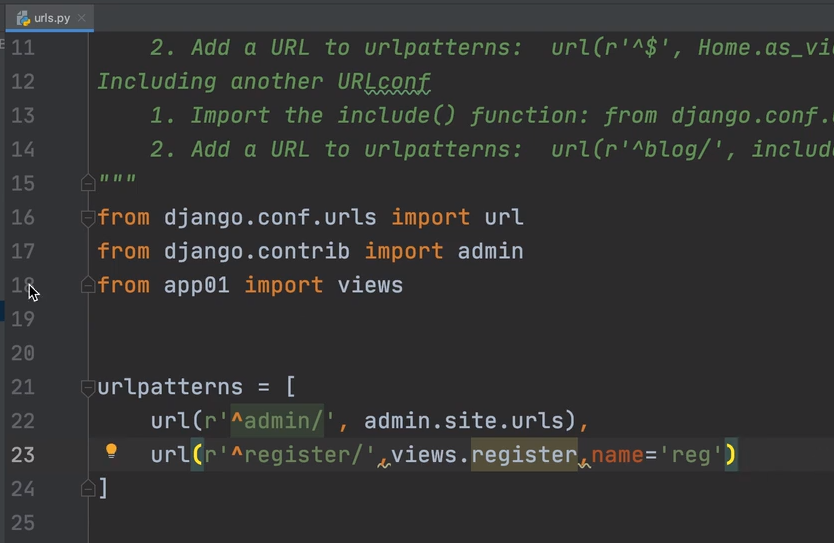 urls.py
11 2. Add a URL to urlpatterns: url(r'^$', Home.as_vi
12 Including another URLconf
13 1. Import the include() function: from django.conf.
14 2. Add a URL to urlpatterns: url(r'^blog/', includ
15 """
16 from django.conf.urls import url
17 from django.contrib import admin
18 from app01 import views
19
20
21 urlpatterns = [
22 url(r'^admin/', admin.site.urls),
23 url(r'^register/',views.register,name='reg')
24 ]
25